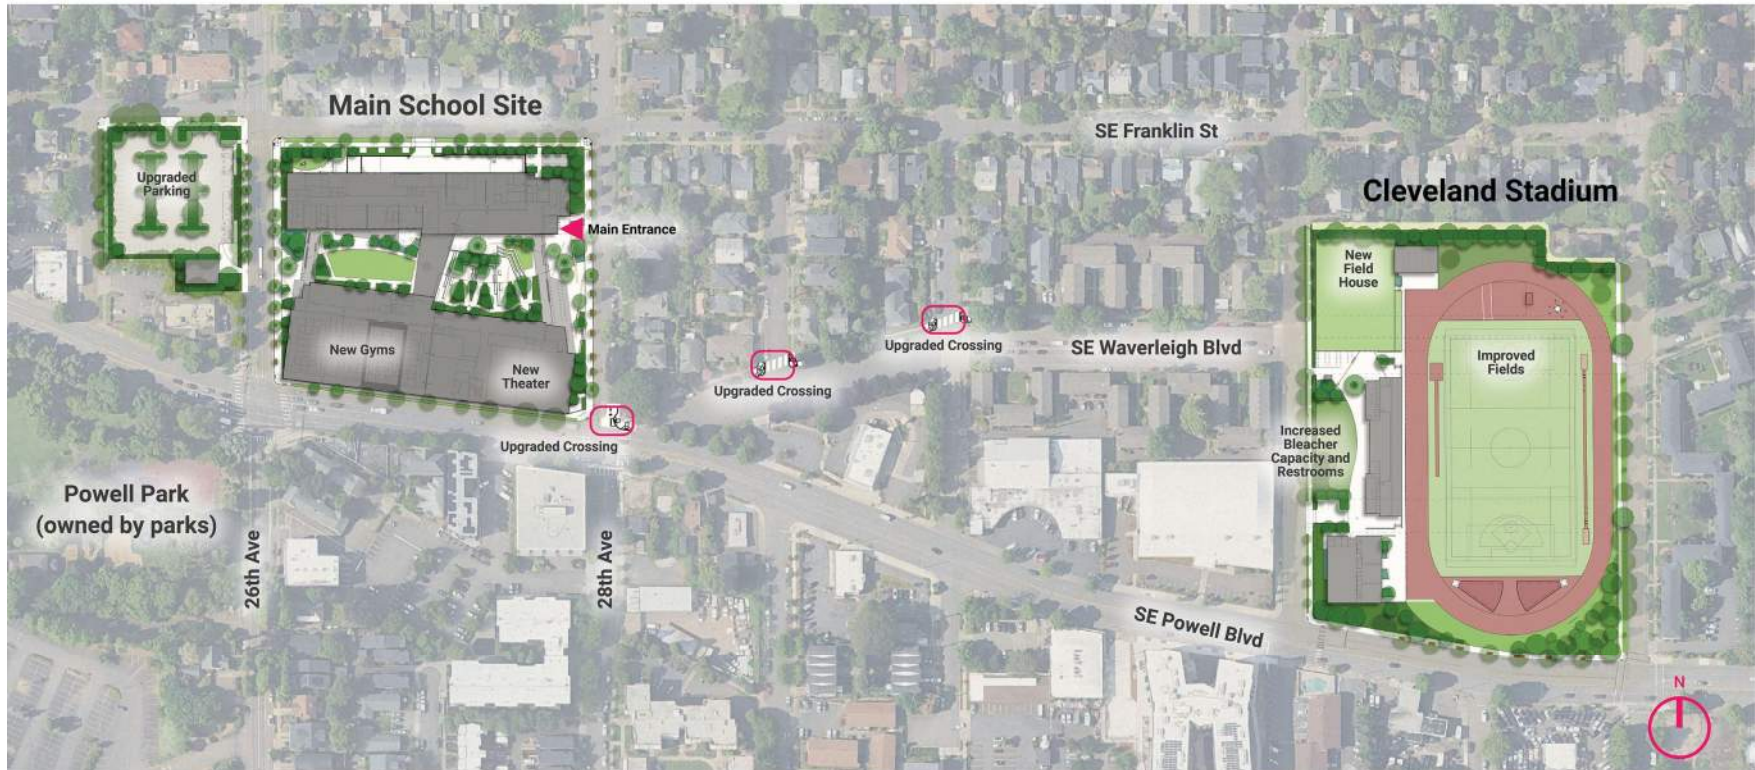 Main School Site
SE Franklin St
Upgraded
Parking
Cleveland Stadium
Main Entrance
New
Field
House
New Gyms
New
Theater
Upgraded Crossing
SE Waverleigh Blvd
Improved
Fields
Upgraded Crossing
Upgraded Crossing
Increased
Bleacher
Capacity and
Restrooms
Powell Park
(owned by parks)
26th Ave
28th Ave
SE Powell Blvd
N